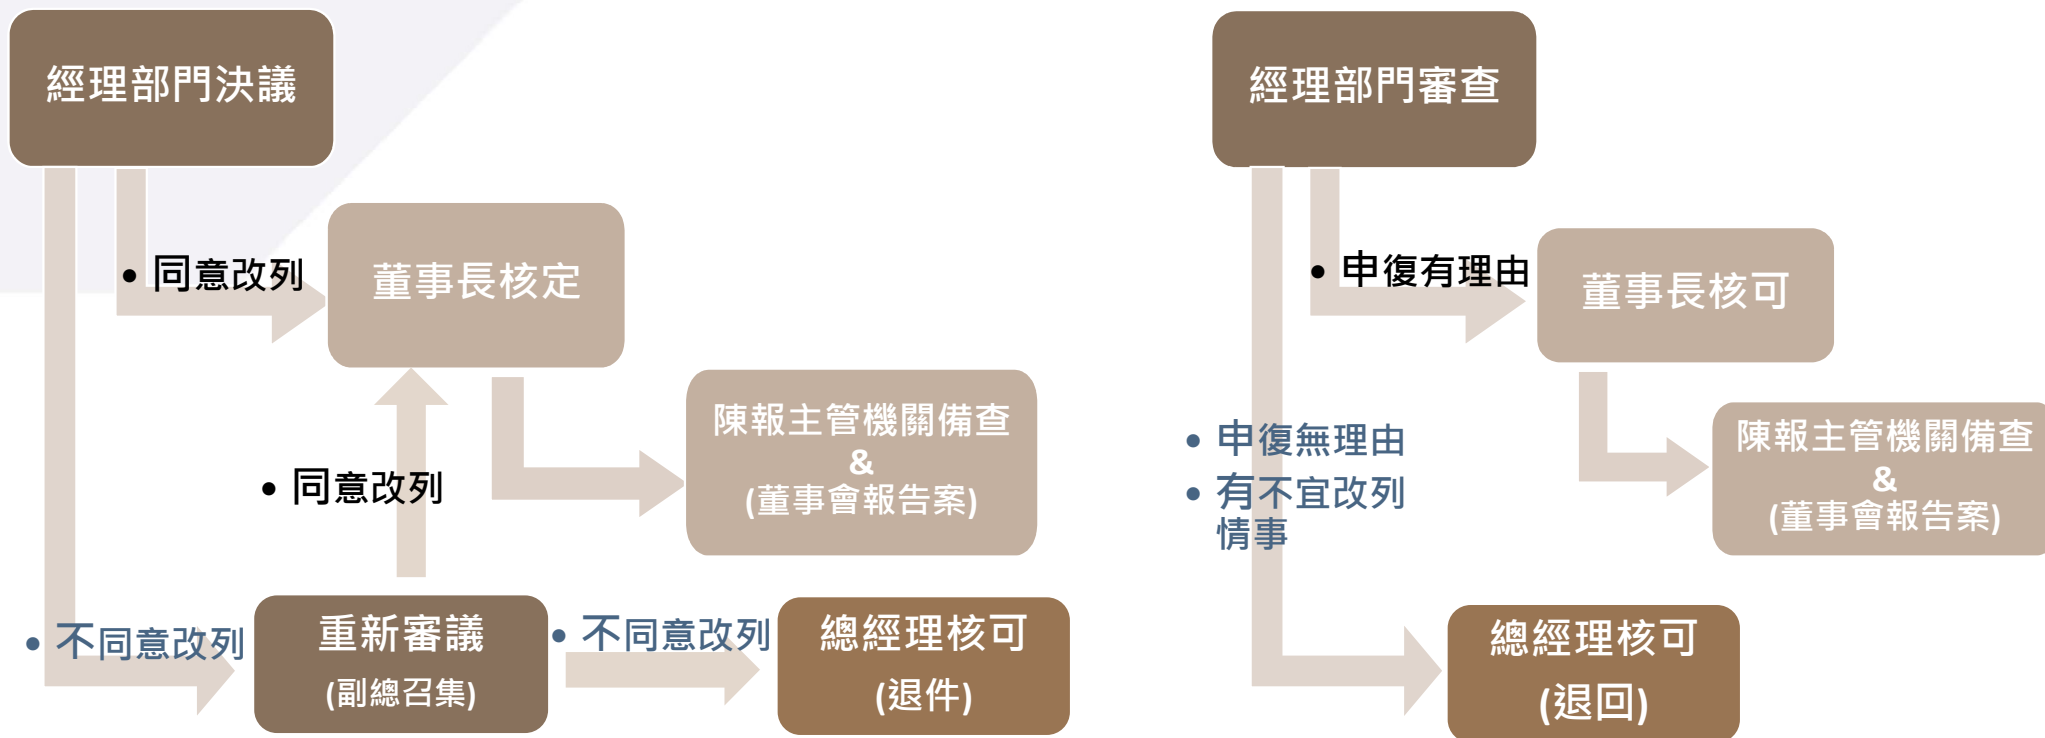 經理部門決議
• 同意改列
董事長核定
陳報主管機關備查
&
(董事會報告案)
• 同意改列
• 不同意改列
重新審議
(副總召集)
• 不同意改列
總經理核可
(退件)
經理部門審查
• 申復有理由
董事長核可
陳報主管機關備查
&
(董事會報告案)
• 申復無理由
• 有不宜改列
情事
總經理核可
(退回)